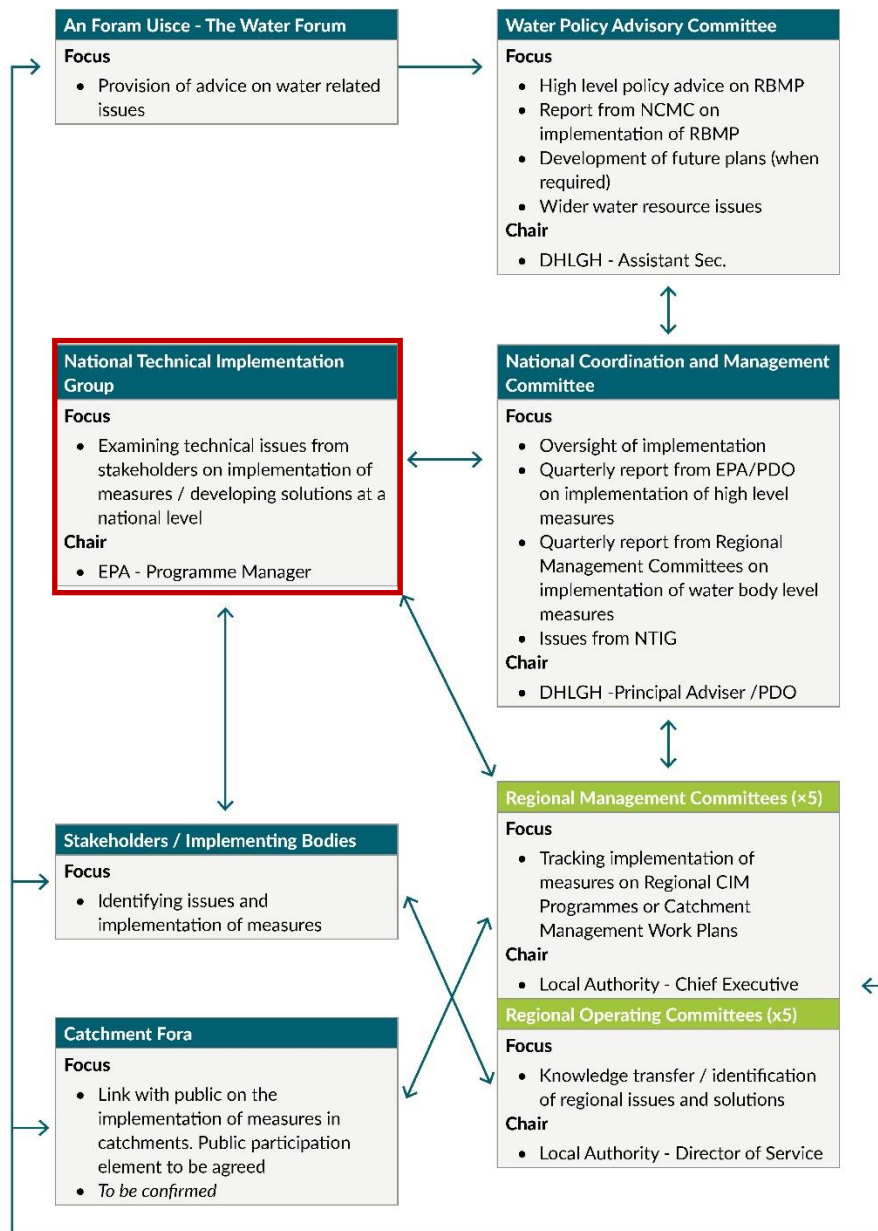 An Foram Uisce - The Water Forum
Focus
• Provision of advice on water related
issues
Water Policy Advisory Committee
Focus
• High level policy advice on RBMP
• Report from NCMC on
implementation of RBMP
• Development of future plans (when
required)
• Wider water resource issues
Chair
• DHLGH - Assistant Sec.
National Technical Implementation
Group
Focus
• Examining technical issues from
stakeholders on implementation of
measures / developing solutions at a
national level
Chair
• EPA - Programme Manager
National Coordination and Management
Committee
Focus
• Oversight of implementation
• Quarterly report from EPA/PDO
on implementation of high level
measures
• Quarterly report from Regional
Management Committees on
implementation of water body level
measures
• Issues from NTIG
Chair
• DHLGH -Principal Adviser /PDO
Stakeholders / Implementing Bodies
Focus
• Identifying issues and
implementation of measures
Regional Management Committees (×5)
Focus
• Tracking implementation of
measures on Regional CIM
Programmes or Catchment
Management Work Plans
Chair
• Local Authority - Chief Executive
Regional Operating Committees (x5)
Focus
• Knowledge transfer / identification
of regional issues and solutions
Chair
• Local Authority - Director of Service
Catchment Fora
Focus
• Link with public on the
implementation of measures in
catchments. Public participation
element to be agreed
• To be confirmed